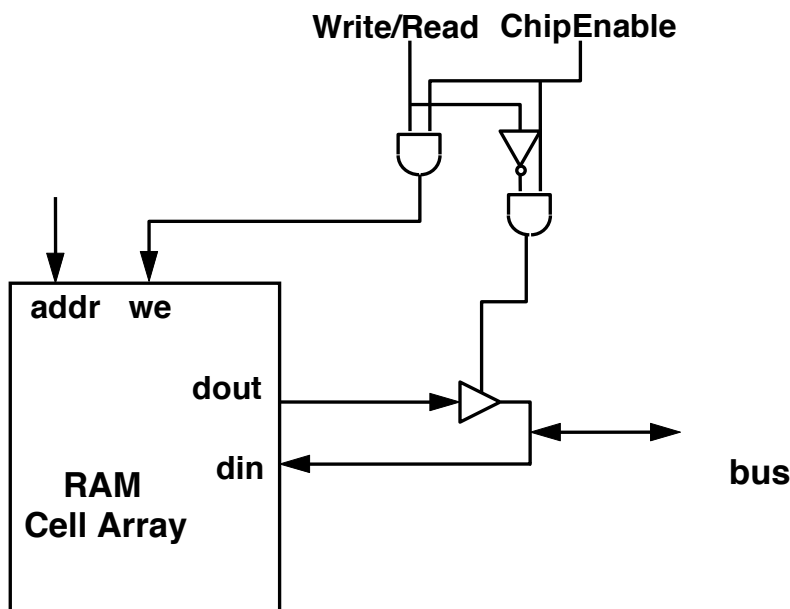 Write/Read ChipEnable
addr we
dout
din
bus
RAM
Cell Array